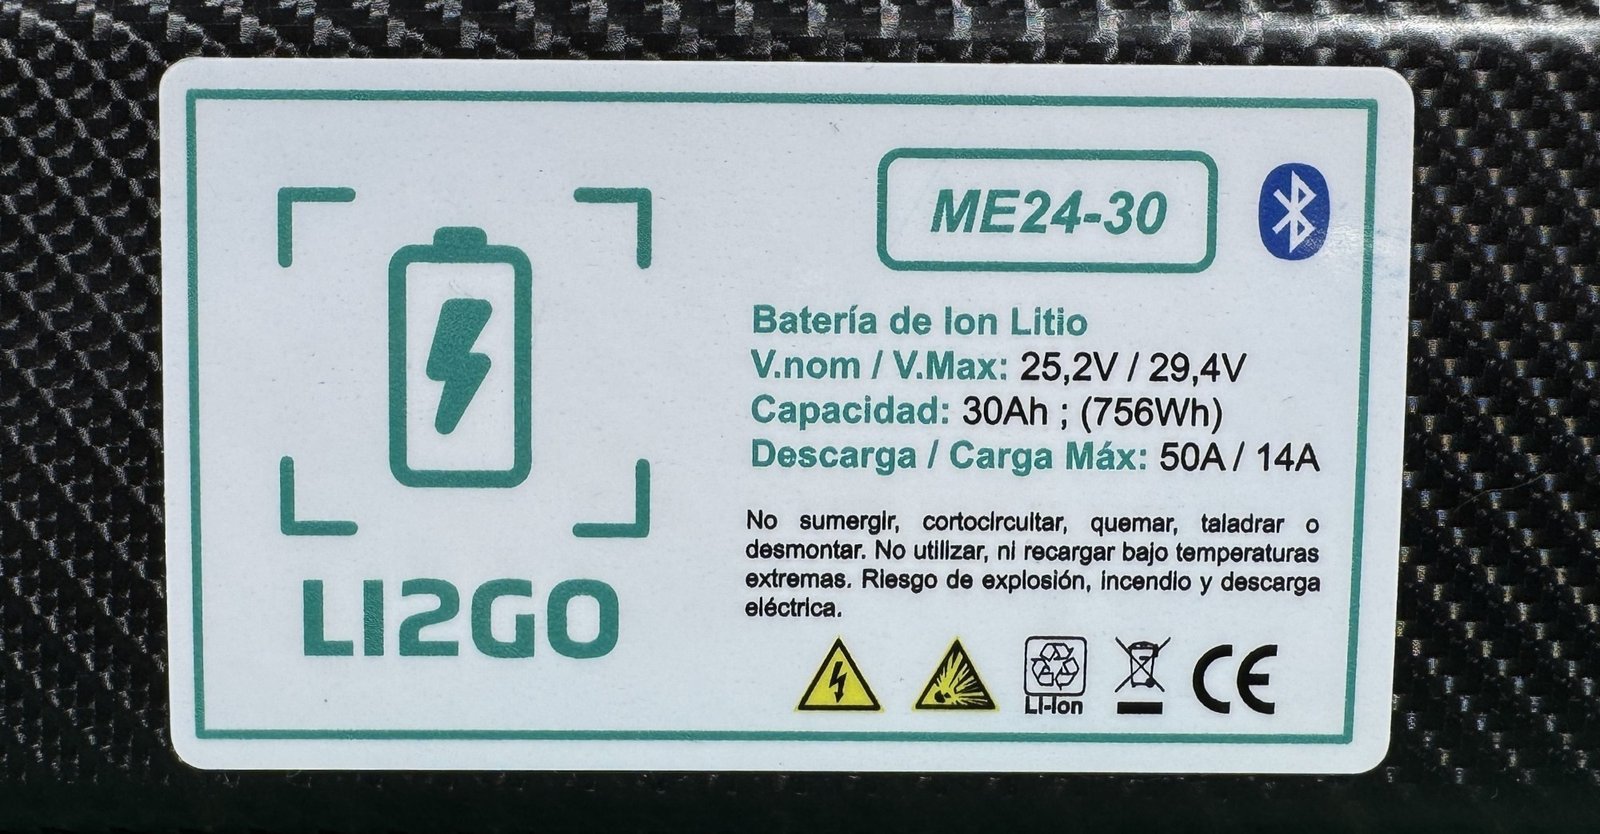 ME24-30
Batería de Ion Litio
V.nom / V.Max: 25,2V / 29,4V
Capacidad: 30Ah ; (756Wh)
Descarga / Carga Máx: 50A / 14A
No sumergir, cortocircuitar, quemar, taladrar o
desmontar. No utilizar, ni recargar bajo temperaturas
extremas. Riesgo de explosión, incendio y descarga
eléctrica.
LI2GO
Li-Ion
CE